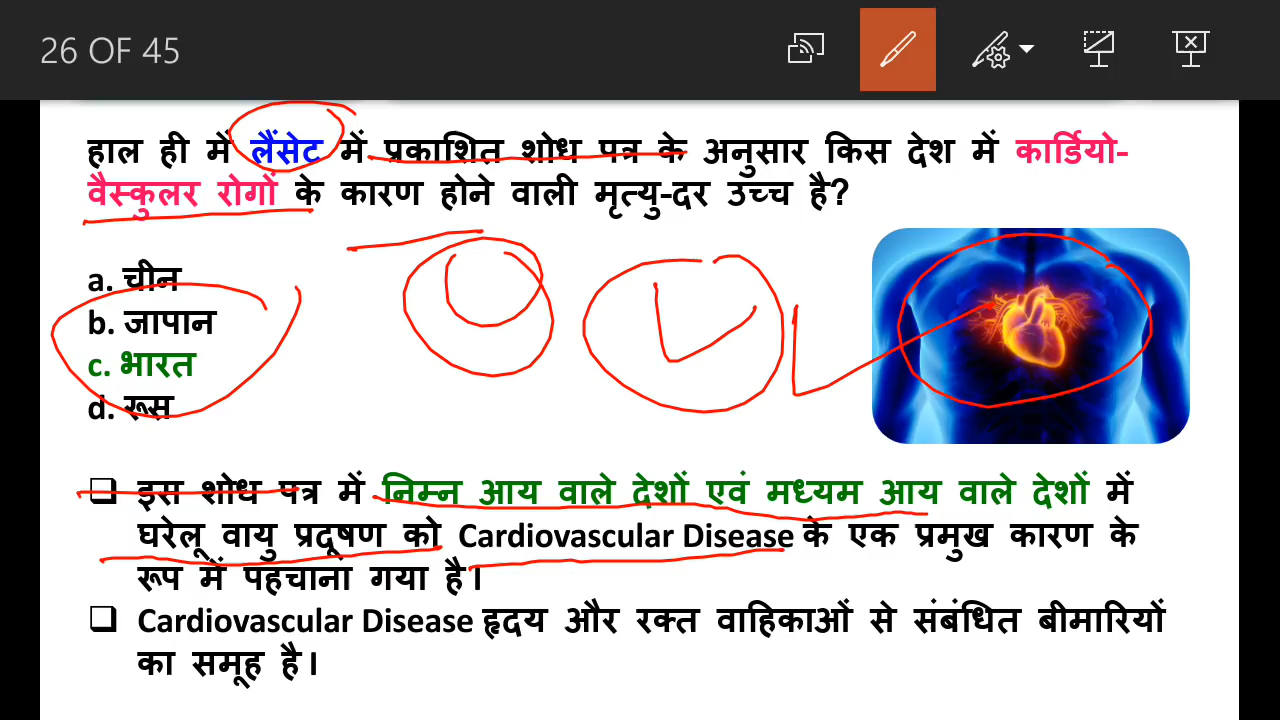 26 OF 45
हाल ही में लैंसेट में प्रकाशित शोध पत्र के अनुसार किस देश में कार्डियो-
वैस्कुलर रोगों के कारण होने वाली मृत्यु-दर उच्च है?
a. चीन
b. जापान
c. भारत
d. रूस
इस शोध पत्र में निम्न आय वाले देशों एवं मध्यम आय वाले देशों में
घरेलू वायु प्रदूषण को Cardiovascular Disease के एक प्रमुख कारण के
रूप में पहचाना गया है।
Cardiovascular Disease हृदय और रक्त वाहिकाओं से संबंधित बीमारियों
का समूह है।